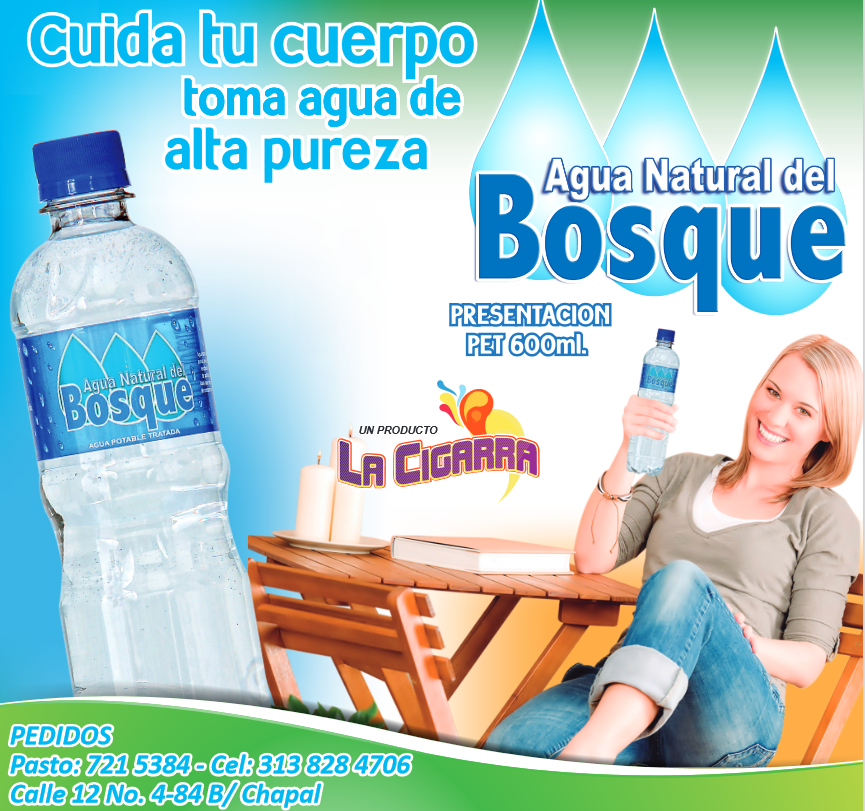 Cuida tu cuerpo
toma agua de
alta pureza
Agua Natural del
Bosque
PRESENTACION
PET 600ml.
UN PRODUCTO
LA CIGARRA
Agua Natural del
Bosque
AGUA POTABLE TRATADA
Bosque
PEDIDOS
Pasto: 721 5384 - Cel: 313 828 4706
Calle 12 No. 4-84 B/ Chapal